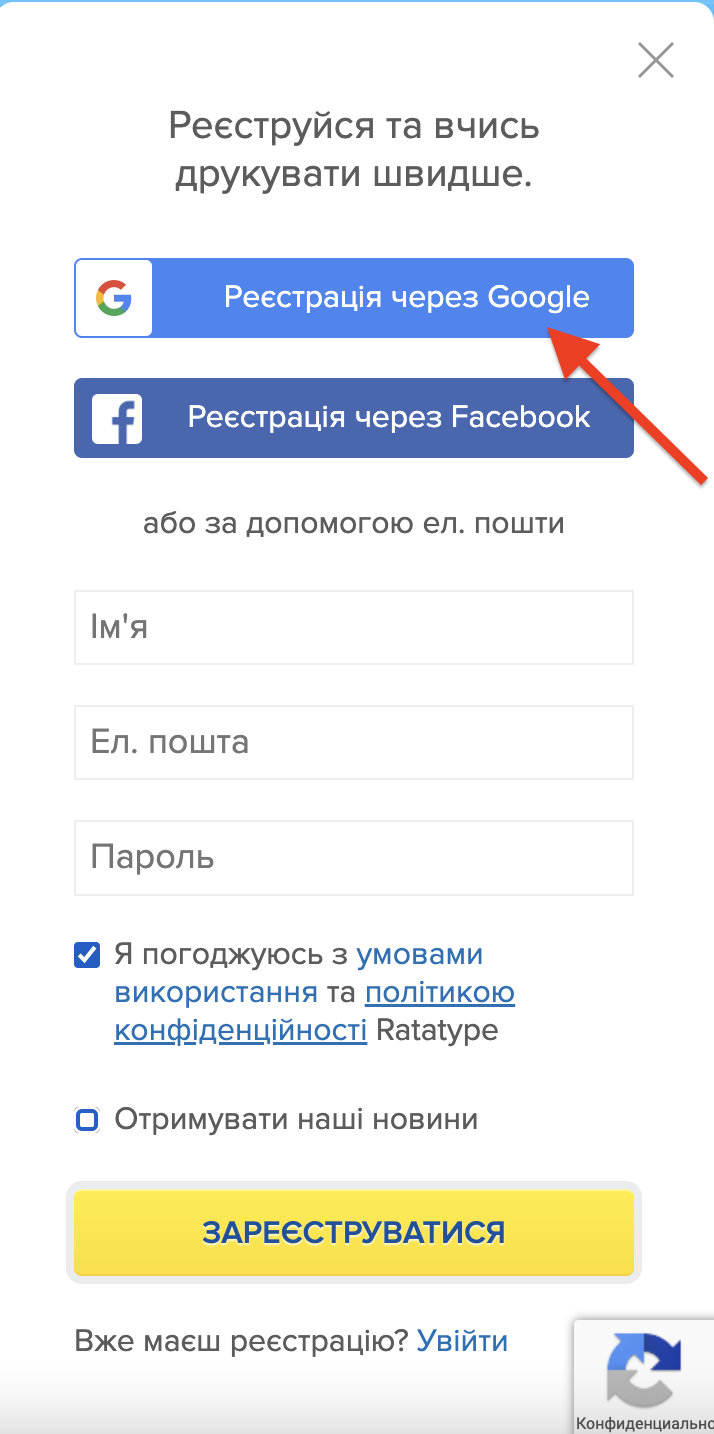 Реєструйся та вчись
друкувати швидше.
Реєстрація через Google
Реєстрація через Facebook
або за допомогою ел. пошти
Ім'я
Ел. пошта
Пароль
Я погоджуюсь з умовами
використання та політикою
конфіденційності Ratatype
Отримувати наші новини
ЗАРЕЄСТРУВАТИСЯ
Вже маєш реєстрацію? Увійти
Конфиденциально